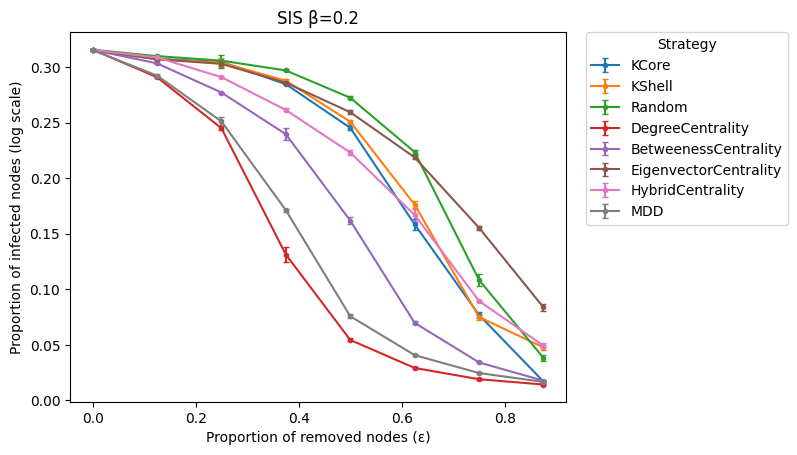 SIS β=0.2
Proportion of infected nodes (log scale)
0.30
0.25
0.20
0.15
0.10
0.05
0.00
0.0 0.2 0.4 0.6 0.8
Proportion of removed nodes (ε)
Strategy
KCore
KShell
Random
DegreeCentrality
BetweenessCentrality
EigenvectorCentrality
HybridCentrality
MDD